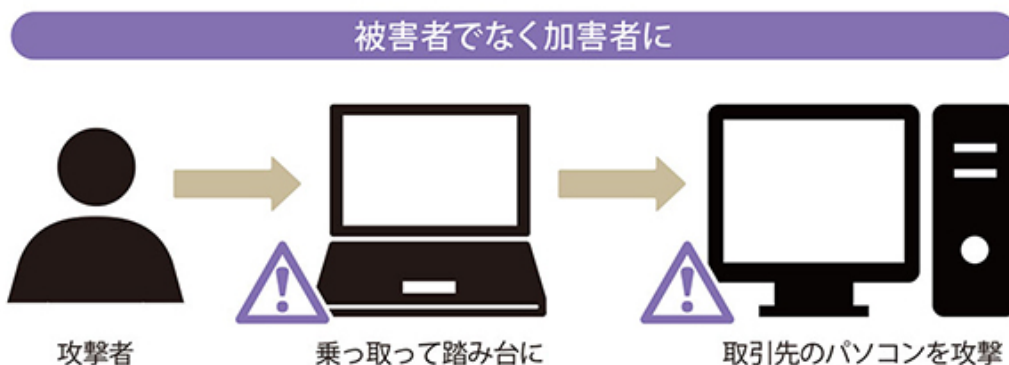 被害者でなく加害者に
攻撃者
乗っ取って踏み台に
取引先のパソコンを攻撃